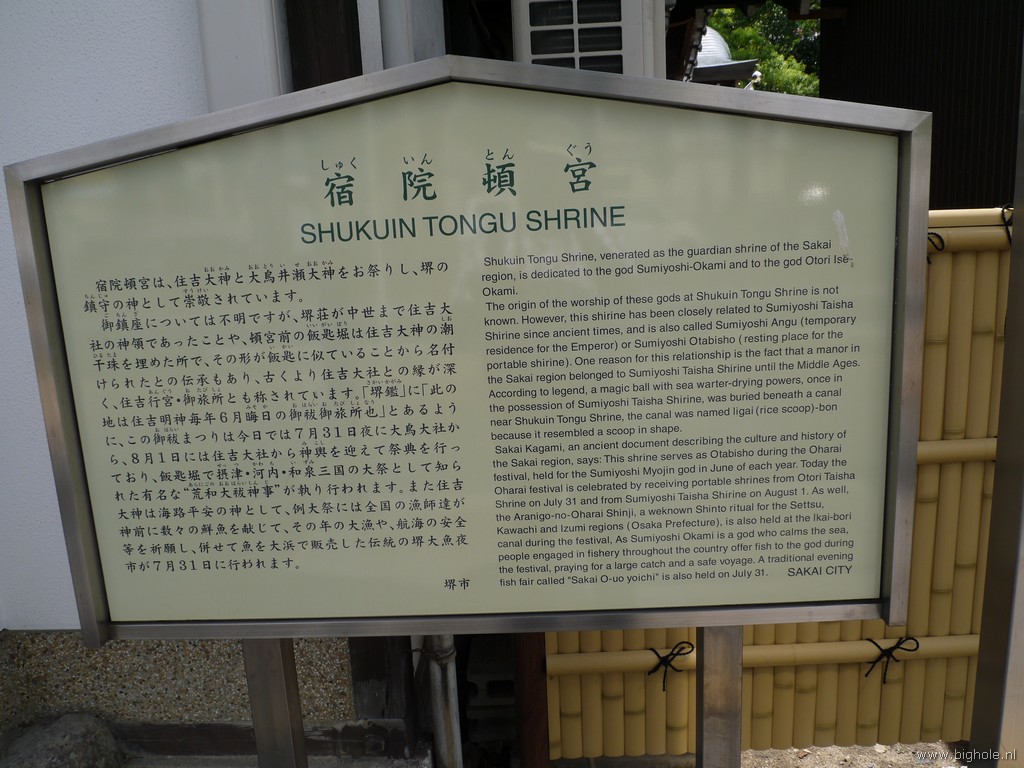 しゅく いん とん ぐう
宿院頓宮
SHUKUIN TONGU SHRINE
宿院頓宮は、住吉大神と大鳥井瀬大神をお祭りし、堺の
鎮守の神として崇敬されています。
御鎮座については不明ですが、堺荘が中世まで住吉大
社の神領であったことや、頓宮前の飯匙堀は住吉大神の潮
干珠を埋めた所で、その形が飯匙に似ていることから名付
けられたとの伝承もあり、古くより住吉大社との縁が深
く、住吉行宮・御旅所とも称されています。「堺鑑」に「此の
地は住吉明神毎年6月晦日の御祓御旅所也」とあるよう
に、この御祓まつりは今日では7月31日夜に大鳥大社か
ら、8月1日には住吉大社から神輿を迎えて祭典を行っ
ており、飯匙堀で摂津・河内・和泉三国の大祭として知ら
れた有名な“荒和大祓神事”が執り行われます。また住吉
大神は海路平安の神として、例大祭には全国の漁師達が
神前に数々の鮮魚を献じて、その年の大漁や、航海の安全
等を祈願し、併せて魚を大浜で販売した伝統の堺大魚夜
市が7月31日に行われます。
堺市
Shukuin Tongu Shrine, venerated as the guardian shrine of the Sakai
region, is dedicated to the god Sumiyoshi-Okami and to the god Otori Ise-
Okami.
The origin of the worship of these gods at Shukuin Tongu Shrine is not
known. However, this shirine has been closely related to Sumiyoshi Taisha
Shrine since ancient times, and is also called Sumiyoshi Angu (temporary
residence for the Emperor) or Sumiyoshi Otabisho (resting place for the
portable shirine). One reason for this relationship is the fact that a manor in
the Sakai region belonged to Sumiyoshi Taisha Shrine until the Middle Ages.
According to legend, a magic ball with sea warter-drying powers, once in
the possession of Sumiyoshi Taisha Shrine, was buried beneath a canal
near Shukuin Tongu Shrine, the canal was named Iigai (rice scoop)-bon
because it resembled a scoop in shape.
Sakai Kagami, an ancient document describing the culture and history of
the Sakai region, says: This shrine serves as Otabisho during the Oharai
festival, held for the Sumiyoshi Myojin god in June of each year. Today the
Oharai festival is celebrated by receiving portable shrines from Otori Taisha
Shrine on July 31 and from Sumiyoshi Taisha Shrine on August 1. As well,
the Aranigo-no-Oharai Shinji, a weknown Shinto ritual for the Settsu,
Kawachi and Izumi regions (Osaka Prefecture), is also held at the Ikai-bori
canal during the festival, As Sumiyoshi Okami is a god who calms the sea,
people engaged in fishery throughout the country offer fish to the god during
the festival, praying for a large catch and a safe voyage. A traditional evening
fish fair called "Sakai O-uo yoichi" is also held on July 31. SAKAI CITY
www.bighole.nl